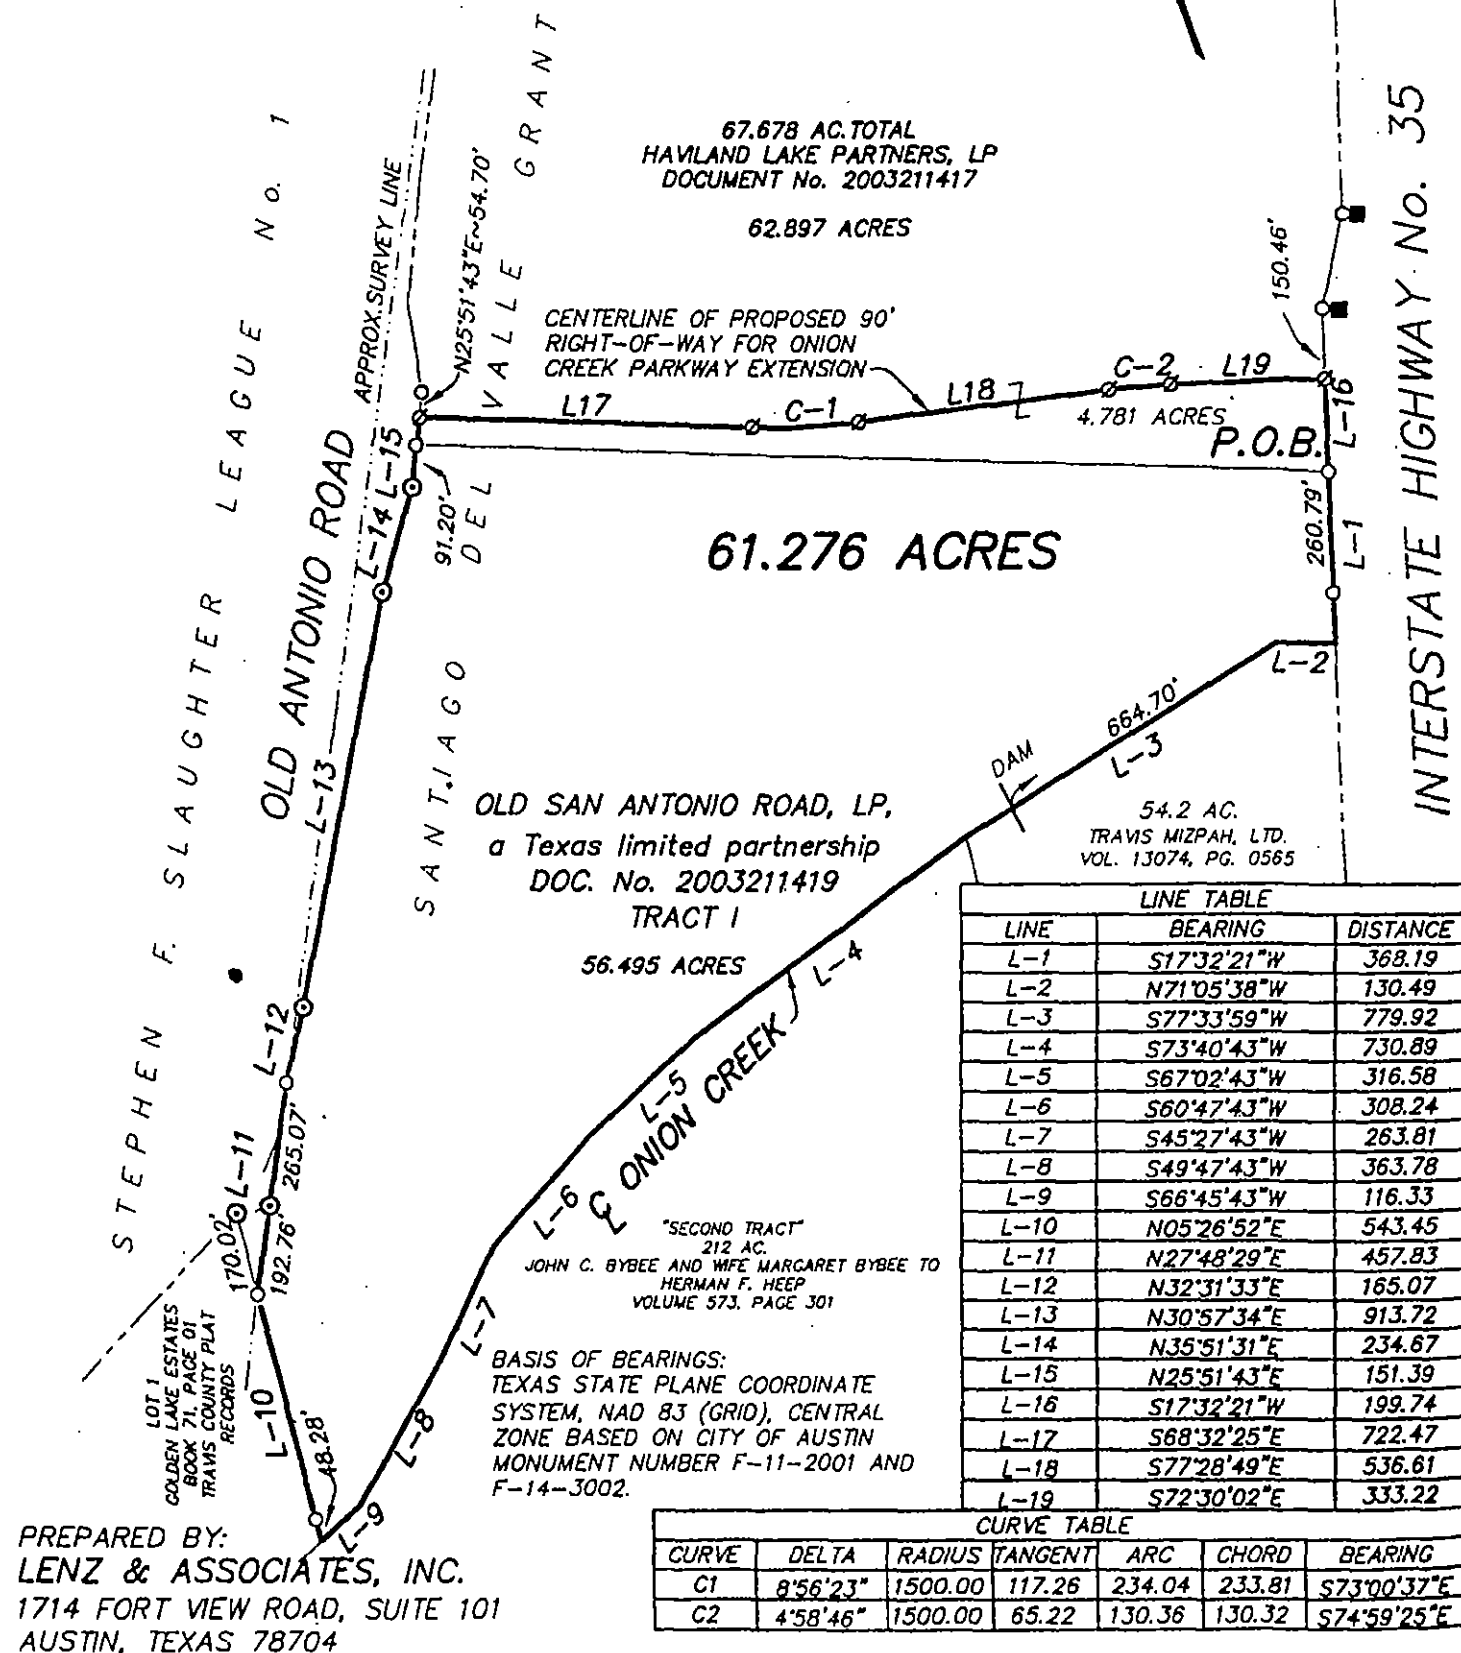 67.678 AC.TOTAL
HAVILAND LAKE PARTNERS, LP
DOCUMENT No. 2003211417
62.897 ACRES
STEPHEN F. SLAUGHTER LEAGUE No. 1
SANTIAGO DEL VALLE GRANT
APPROX.SURVEY LINE
OLD ANTONIO ROAD
INTERSTATE HIGHWAY No. 35
N25°51'43"E~54.70'
150.46'
CENTERLINE OF PROPOSED 90'
RIGHT-OF-WAY FOR ONION
CREEK PARKWAY EXTENSION
L17
C-1
L18
C-2
L19
L-16
4.781 ACRES
P.O.B.
L-15
L-14
91.20'
260.79'
L-1
61.276 ACRES
L-2
664.70'
L-3
DAM
L-13
OLD SAN ANTONIO ROAD, LP,
a Texas limited partnership
DOC. No. 2003211419
TRACT I
56.495 ACRES
54.2 AC.
TRAVIS MIZPAH, LTD.
VOL. 13074, PG. 0565
L-4
L-5
℄ ONION CREEK
L-6
L-12
L-11
265.07'
170.02'
192.76'
"SECOND TRACT"
212 AC.
JOHN C. BYBEE AND WIFE MARGARET BYBEE TO
HERMAN F. HEEP
VOLUME 573, PAGE 301
L-7
L-8
L-9
L-10
48.28'
LOT 1
GOLDEN LAKE ESTATES
BOOK 71, PAGE 01
TRAVIS COUNTY PLAT
RECORDS
BASIS OF BEARINGS:
TEXAS STATE PLANE COORDINATE
SYSTEM, NAD 83 (GRID), CENTRAL
ZONE BASED ON CITY OF AUSTIN
MONUMENT NUMBER F-11-2001 AND
F-14-3002.
LINE TABLE
LINE BEARING DISTANCE
L-1 S17°32'21"W 368.19
L-2 N71°05'38"W 130.49
L-3 S77°33'59"W 779.92
L-4 S73°40'43"W 730.89
L-5 S67°02'43"W 316.58
L-6 S60°47'43"W 308.24
L-7 S45°27'43"W 263.81
L-8 S49°47'43"W 363.78
L-9 S66°45'43"W 116.33
L-10 N05°26'52"E 543.45
L-11 N27°48'29"E 457.83
L-12 N32°31'33"E 165.07
L-13 N30°57'34"E 913.72
L-14 N35°51'31"E 234.67
L-15 N25°51'43"E 151.39
L-16 S17°32'21"W 199.74
L-17 S68°32'25"E 722.47
L-18 S77°28'49"E 536.61
L-19 S72°30'02"E 333.22
CURVE TABLE
CURVE DELTA RADIUS TANGENT ARC CHORD BEARING
C1 8°56'23" 1500.00 117.26 234.04 233.81 S73°00'37"E
C2 4°58'46" 1500.00 65.22 130.36 130.32 S74°59'25"E
PREPARED BY:
LENZ & ASSOCIATES, INC.
1714 FORT VIEW ROAD, SUITE 101
AUSTIN, TEXAS 78704